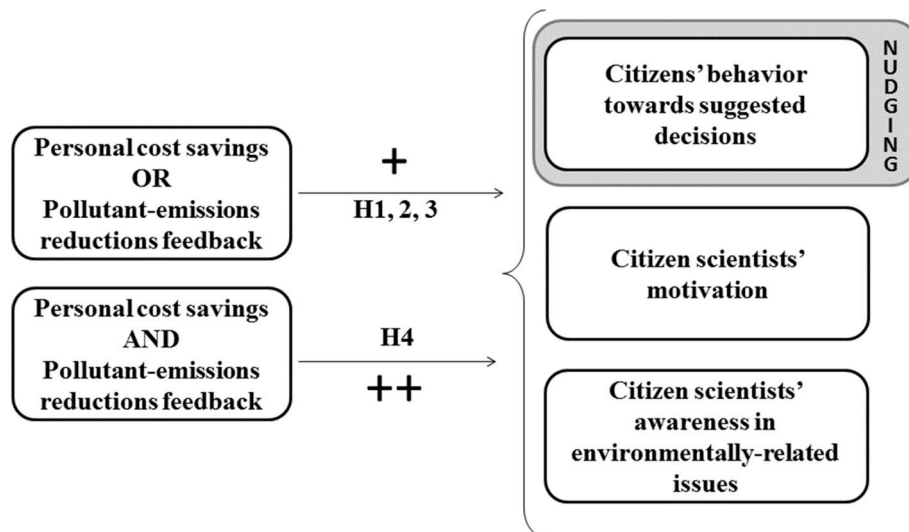 Personal cost savings
OR
Pollutant-emissions
reductions feedback
+
H1, 2, 3
Personal cost savings
AND
Pollutant-emissions
reductions feedback
H4
++
Citizens' behavior
towards suggested
decisions
NUDGING
Citizen scientists'
motivation
Citizen scientists'
awareness in
environmentally-related
issues